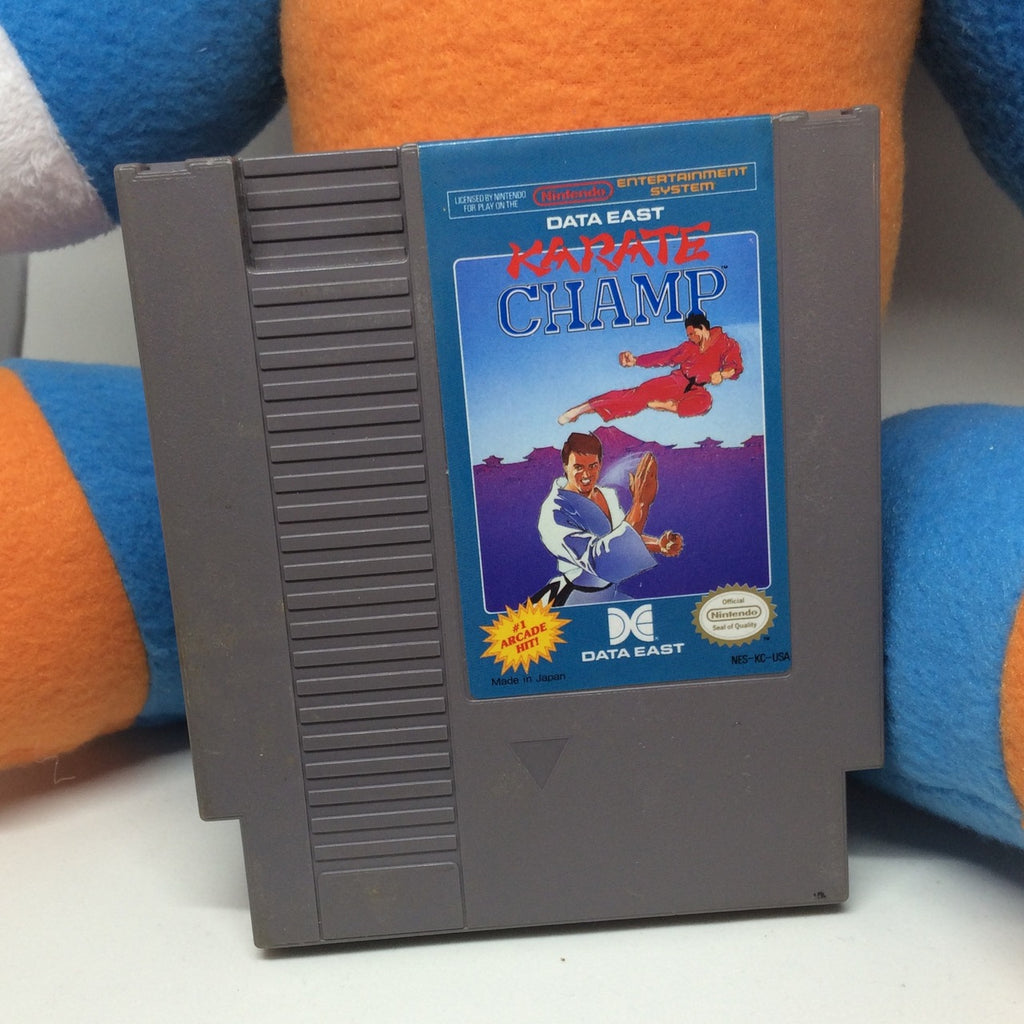 LICENSED BY NINTENDO
FOR PLAY ON THE
Nintendo
ENTERTAINMENT
SYSTEM
DATA EAST
KARATE
CHAMP™
#1
ARCADE
HIT!
DATA EAST
Official
Nintendo
Seal of Quality
Made in Japan
NES-KC-USA